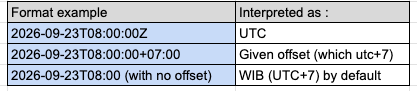 Format example Interpreted as :
2026-09-23T08:00:00Z UTC
2026-09-23T08:00:00+07:00 Given offset (which utc+7)
2026-09-23T08:00 (with no offset) WIB (UTC+7) by default